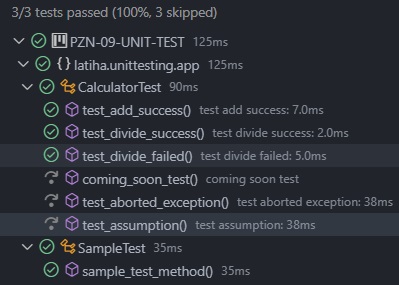 3/3 tests passed (100%, 3 skipped)
PZN-09-UNIT-TEST 125ms
{} latiha.unittesting.app 125ms
CalculatorTest 90ms
test_add_success() test add success: 7.0ms
test_divide_success() test divide success: 2.0ms
test_divide_failed() test divide failed: 5.0ms
coming_soon_test() coming soon test
test_aborted_exception() test aborted exception: 38ms
test_assumption() test assumption: 38ms
SampleTest 35ms
sample_test_method() 35ms